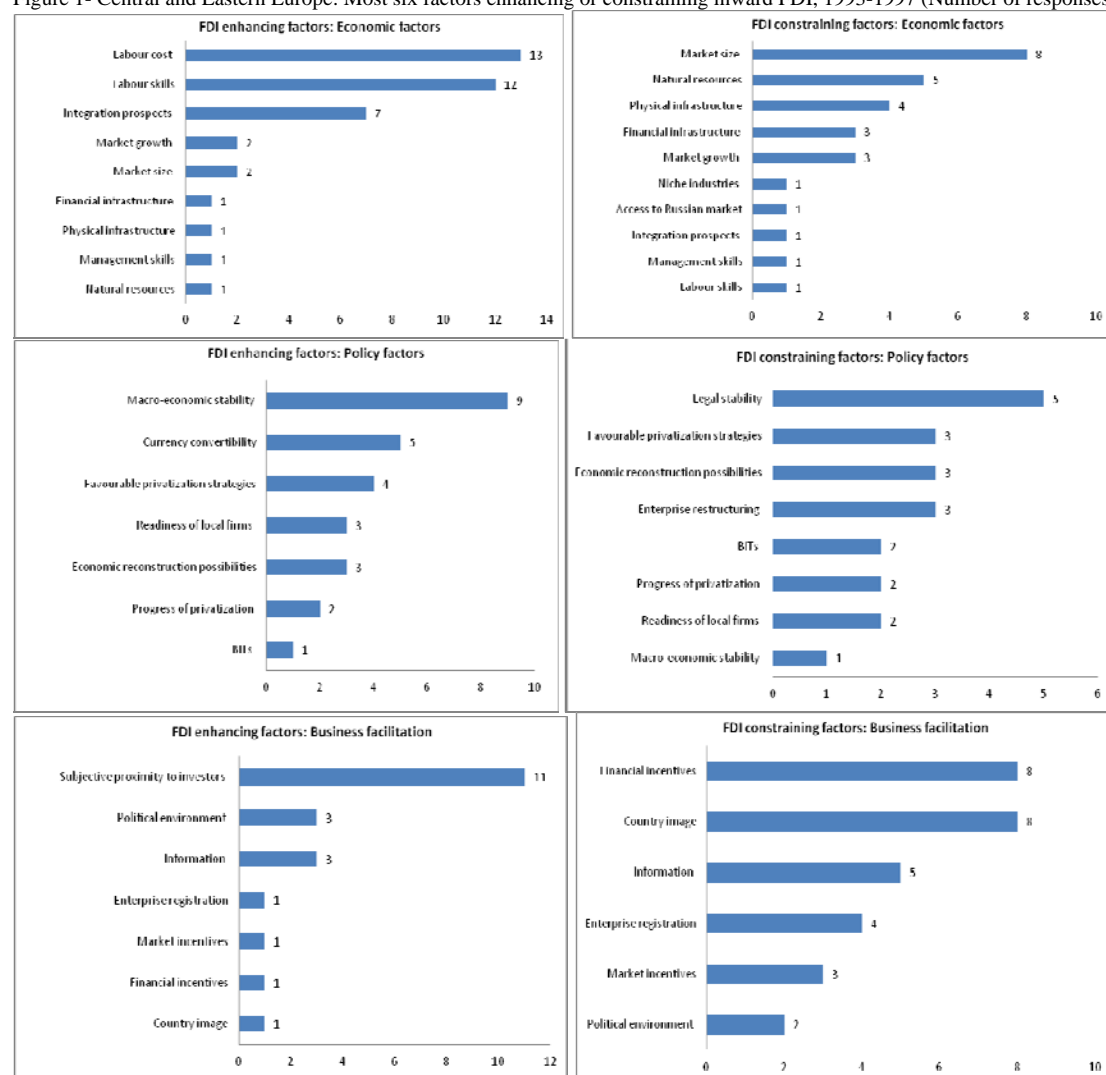 Figure 1- Central and Eastern Europe: Most six factors enhancing or constraining inward FDI, 1993-1997 (Number of responses
FDI enhancing factors: Economic factors
Labour cost 13
Labour skills 12
Integration prospects 7
Market growth 2
Market size 2
Financial infrastructure 1
Physical infrastructure 1
Management skills 1
Natural resources 1
0 2 4 6 8 10 12 14
FDI constraining factors: Economic factors
Market size 8
Natural resources 5
Physical infrastructure 4
Financial infrastructure 3
Market growth 3
Niche industries 1
Access to Russian market 1
Integration prospects 1
Management skills 1
Labour skills 1
0 2 4 6 8 10
FDI enhancing factors: Policy factors
Macro-economic stability 9
Currency convertibility 5
Favourable privatization strategies 4
Readiness of local firms 3
Economic reconstruction possibilities 3
Progress of privatization 2
BITs 1
0 2 4 6 8 10
FDI constraining factors: Policy factors
Legal stability 5
Favourable privatization strategies 3
Economic reconstruction possibilities 3
Enterprise restructuring 3
BITs 2
Progress of privatization 2
Readiness of local firms 2
Macro-economic stability 1
0 1 2 3 4 5 6
FDI enhancing factors: Business facilitation
Subjective proximity to investors 11
Political environment 3
Information 3
Enterprise registration 1
Market incentives 1
Financial incentives 1
Country image 1
0 2 4 6 8 10 12
FDI constraining factors: Business facilitation
Financial incentives 8
Country image 8
Information 5
Enterprise registration 4
Market incentives 3
Political environment 2
0 2 4 6 8 10